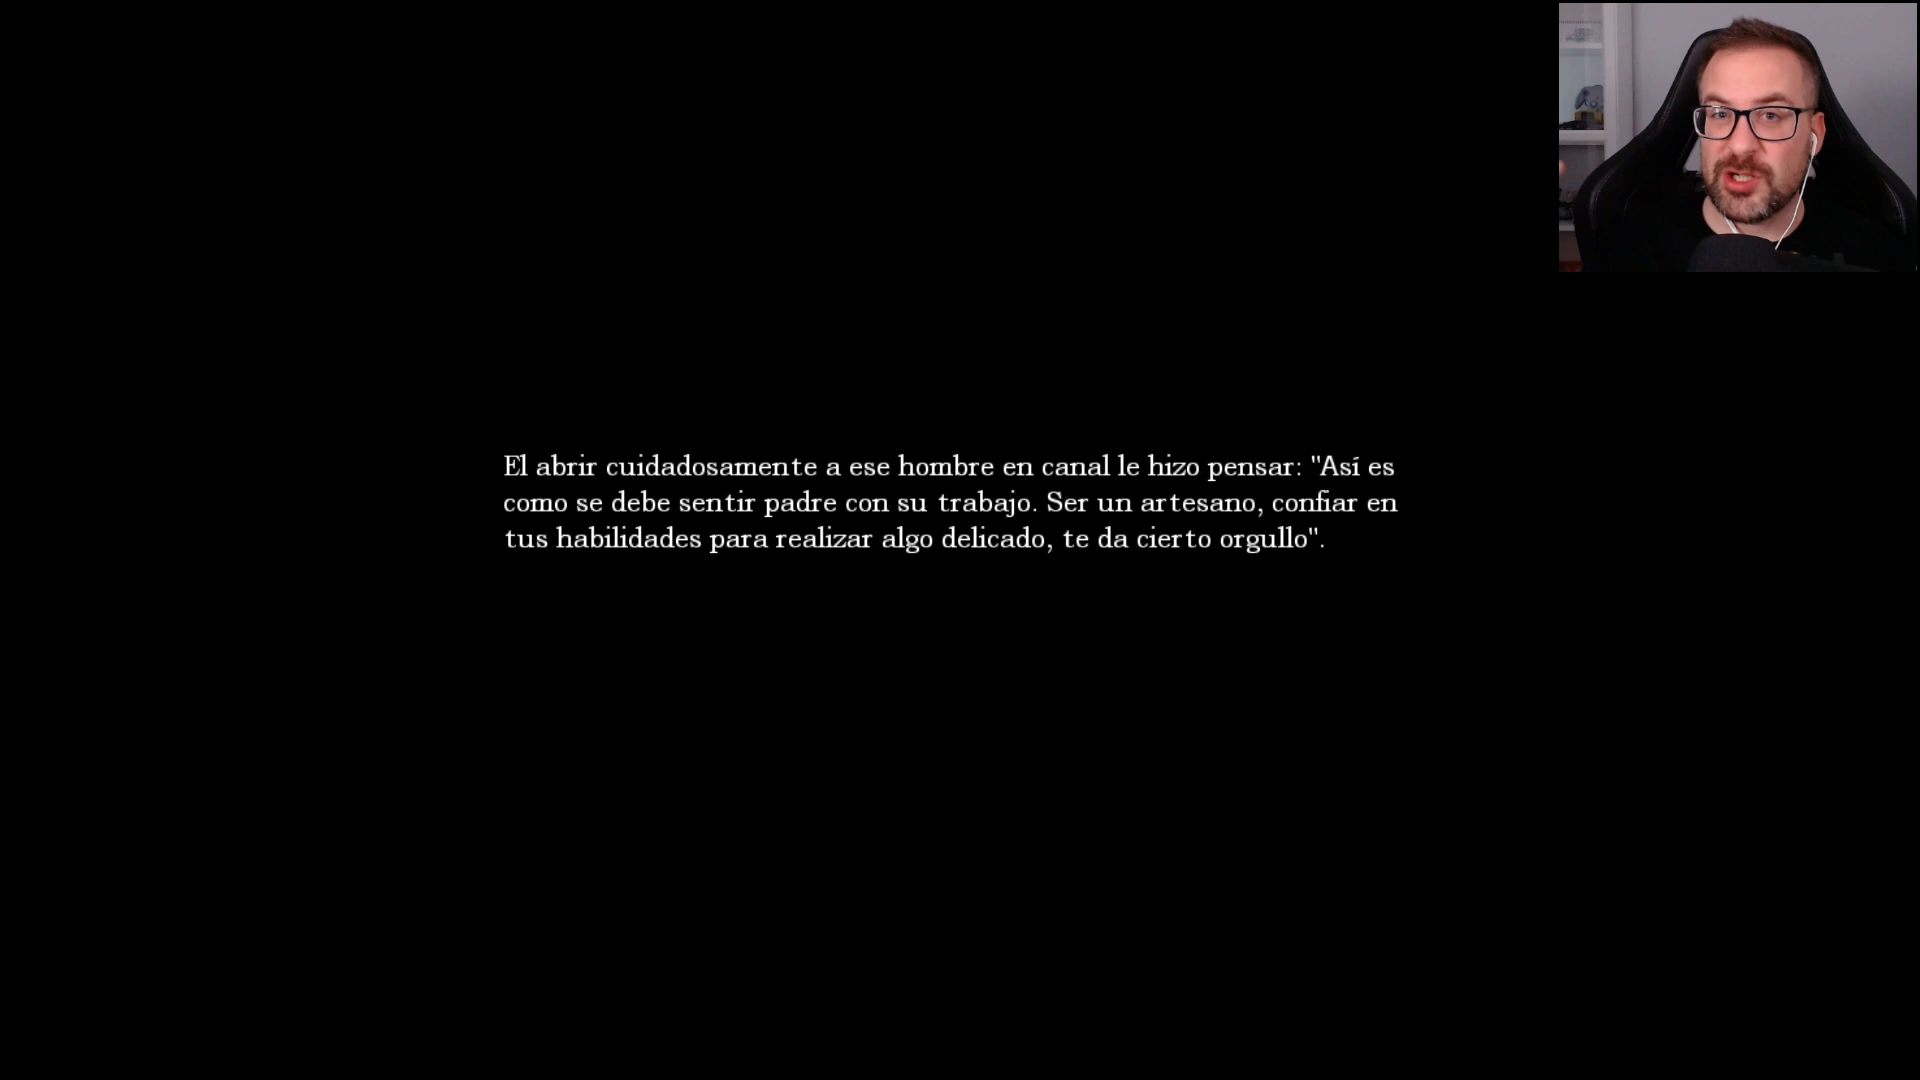 El abrir cuidadosamente a ese hombre en canal le hizo pensar: "Así es
como se debe sentir padre con su trabajo. Ser un artesano, confiar en
tus habilidades para realizar algo delicado, te da cierto orgullo".